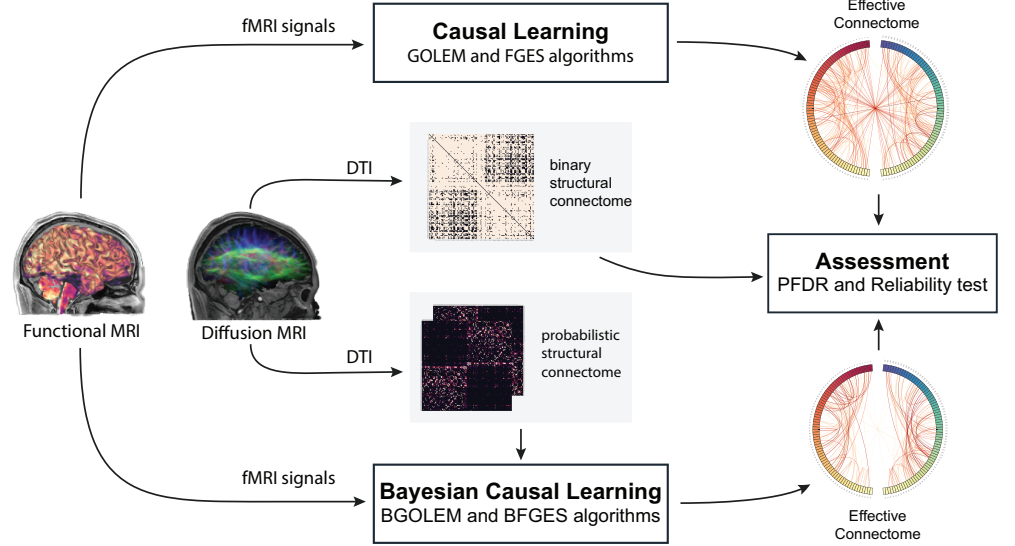 Effective
Connectome
fMRI signals
Causal Learning
GOLEM and FGES algorithms
DTI
binary
structural
connectome
Assessment
PFDR and Reliability test
Functional MRI
Diffusion MRI
DTI
probabilistic
structural
connectome
fMRI signals
Bayesian Causal Learning
BGOLEM and BFGES algorithms
Effective
Connectome